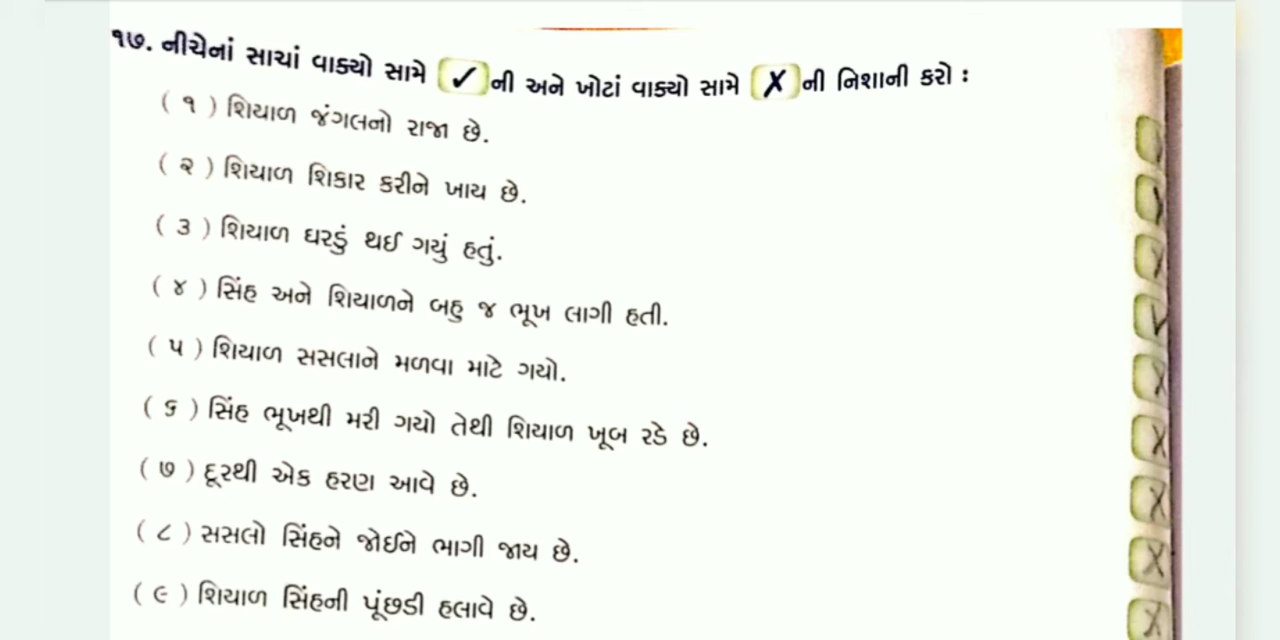 ૧૭. નીચેનાં સાચાં વાક્યો સામે ✓ ની અને ખોટાં વાક્યો સામે ✗ ની નિશાની કરો :
( ૧ ) શિયાળ જંગલનો રાજા છે.
( ૨ ) શિયાળ શિકાર કરીને ખાય છે.
( ૩ ) શિયાળ ઘરડું થઈ ગયું હતું.
( ૪ ) સિંહ અને શિયાળને બહુ જ ભૂખ લાગી હતી.
( ૫ ) શિયાળ સસલાને મળવા માટે ગયો.
( ૬ ) સિંહ ભૂખથી મરી ગયો તેથી શિયાળ ખૂબ રડે છે.
( ૭ ) દૂરથી એક હરણ આવે છે.
( ૮ ) સસલો સિંહને જોઈને ભાગી જાય છે.
( ૯ ) શિયાળ સિંહની પૂંછડી હલાવે છે.